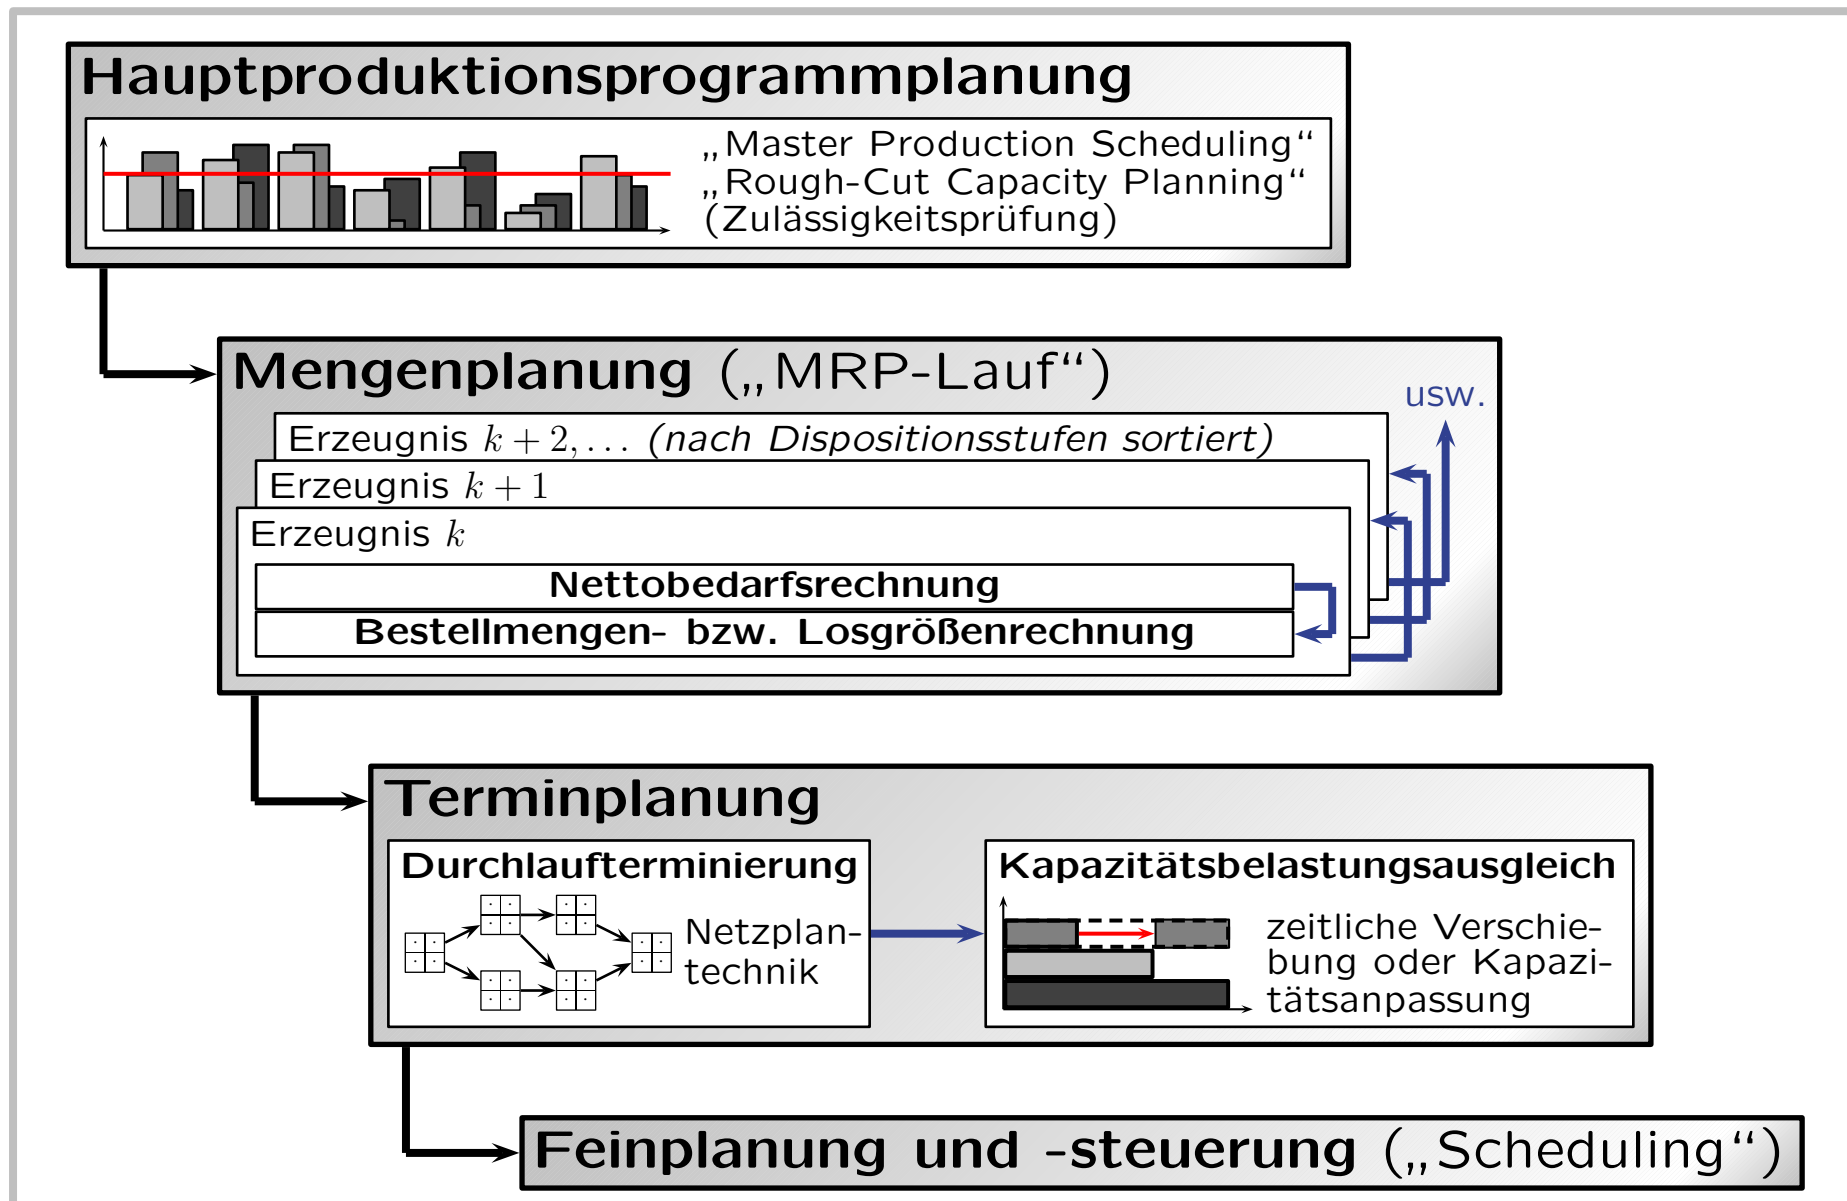 Hauptproduktionsprogrammplanung
„Master Production Scheduling“
„Rough-Cut Capacity Planning“
(Zulässigkeitsprüfung)
Mengenplanung („MRP-Lauf“)
usw.
Erzeugnis k + 2, . . . (nach Dispositionsstufen sortiert)
Erzeugnis k + 1
Erzeugnis k
Nettobedarfsrechnung
Bestellmengen- bzw. Losgrößenrechnung
Terminplanung
Durchlaufterminierung
Netzplan-
technik
Kapazitätsbelastungsausgleich
zeitliche Verschie-
bung oder Kapazi-
tätsanpassung
Feinplanung und -steuerung („Scheduling“)